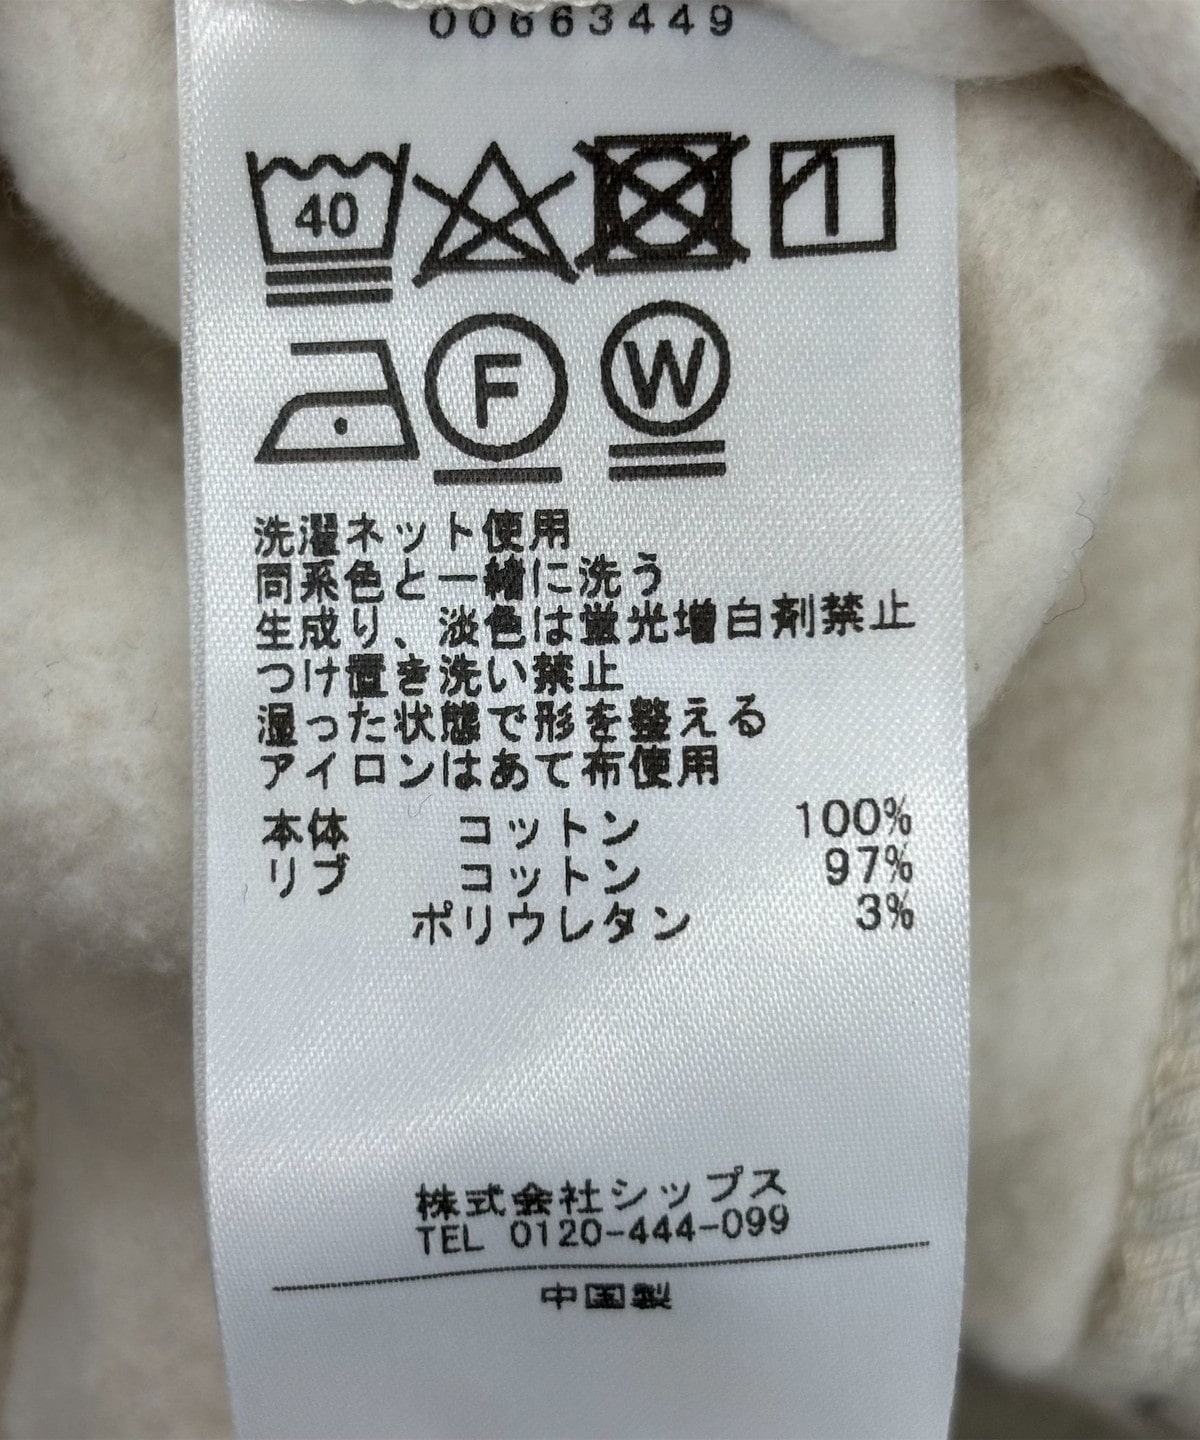 00663449
40
F W
洗濯ネット使用
同系色と一緒に洗う
生成り、淡色は蛍光増白剤禁止
つけ置き洗い禁止
湿った状態で形を整える
アイロンはあて布使用
本体 コットン 100%
リブ コットン 97%
ポリウレタン 3%
株式会社シップス
TEL 0120-444-099
中国製